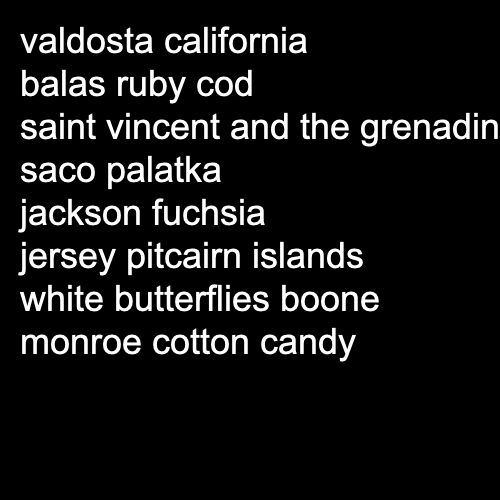 valdosta california
balas ruby cod
saint vincent and the grenadin
saco palatka
jackson fuchsia
jersey pitcairn islands
white butterflies boone
monroe cotton candy